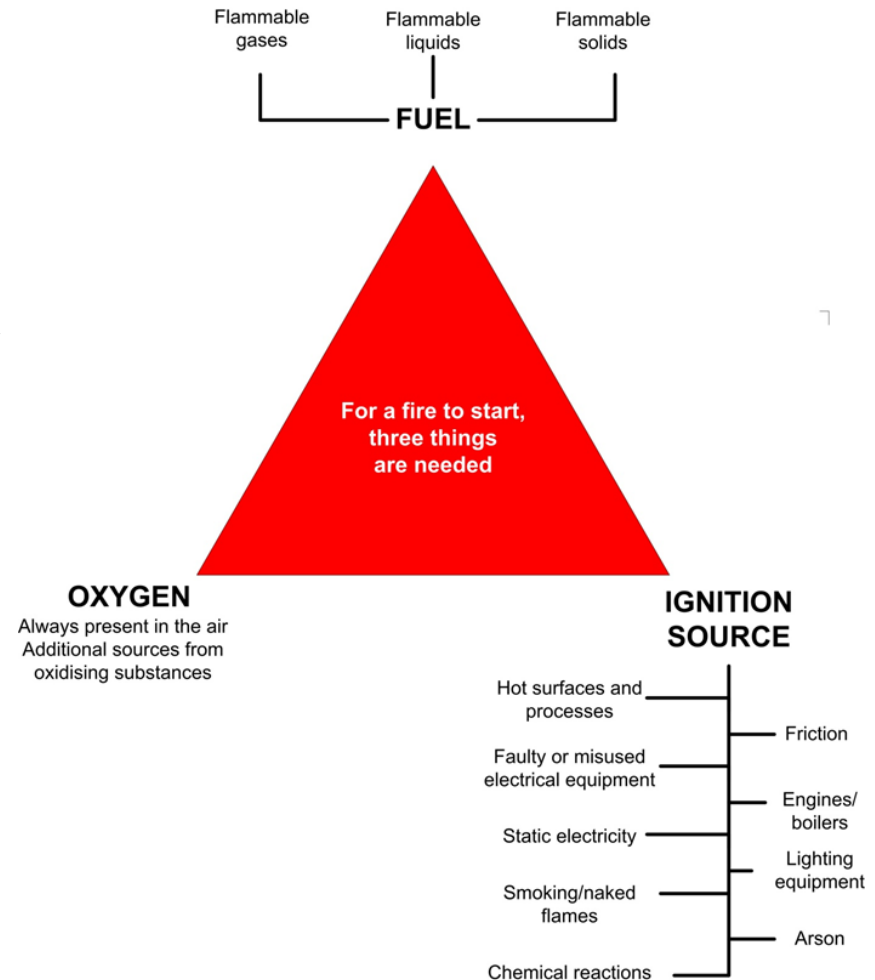 Flammable
gases
Flammable
liquids
Flammable
solids
FUEL
For a fire to start,
three things
are needed
OXYGEN
Always present in the air
Additional sources from
oxidising substances
IGNITION
SOURCE
Hot surfaces and
processes
Friction
Faulty or misused
electrical equipment
Engines/
boilers
Static electricity
Lighting
equipment
Smoking/naked
flames
Arson
Chemical reactions